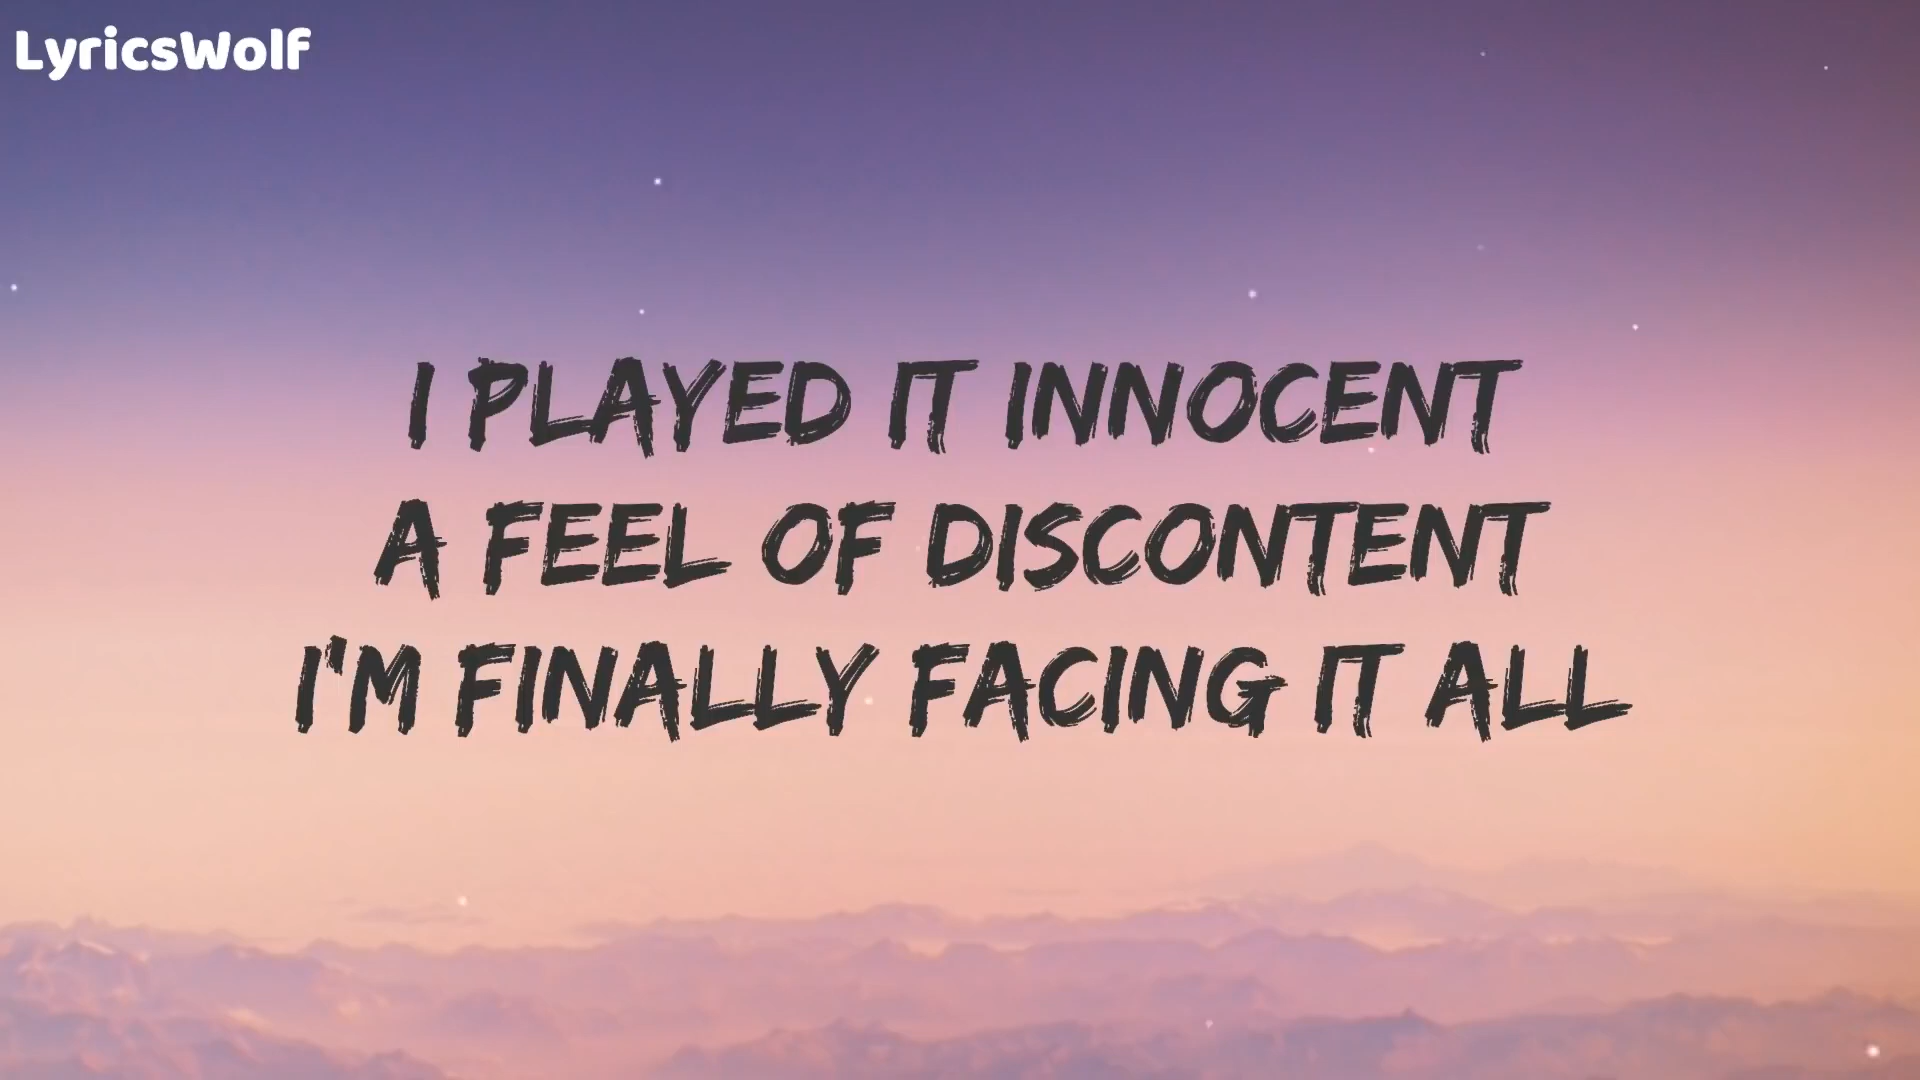 LyricsWolf
I PLAYED IT INNOCENT
A FEEL OF DISCONTENT
I'M FINALLY FACING IT ALL